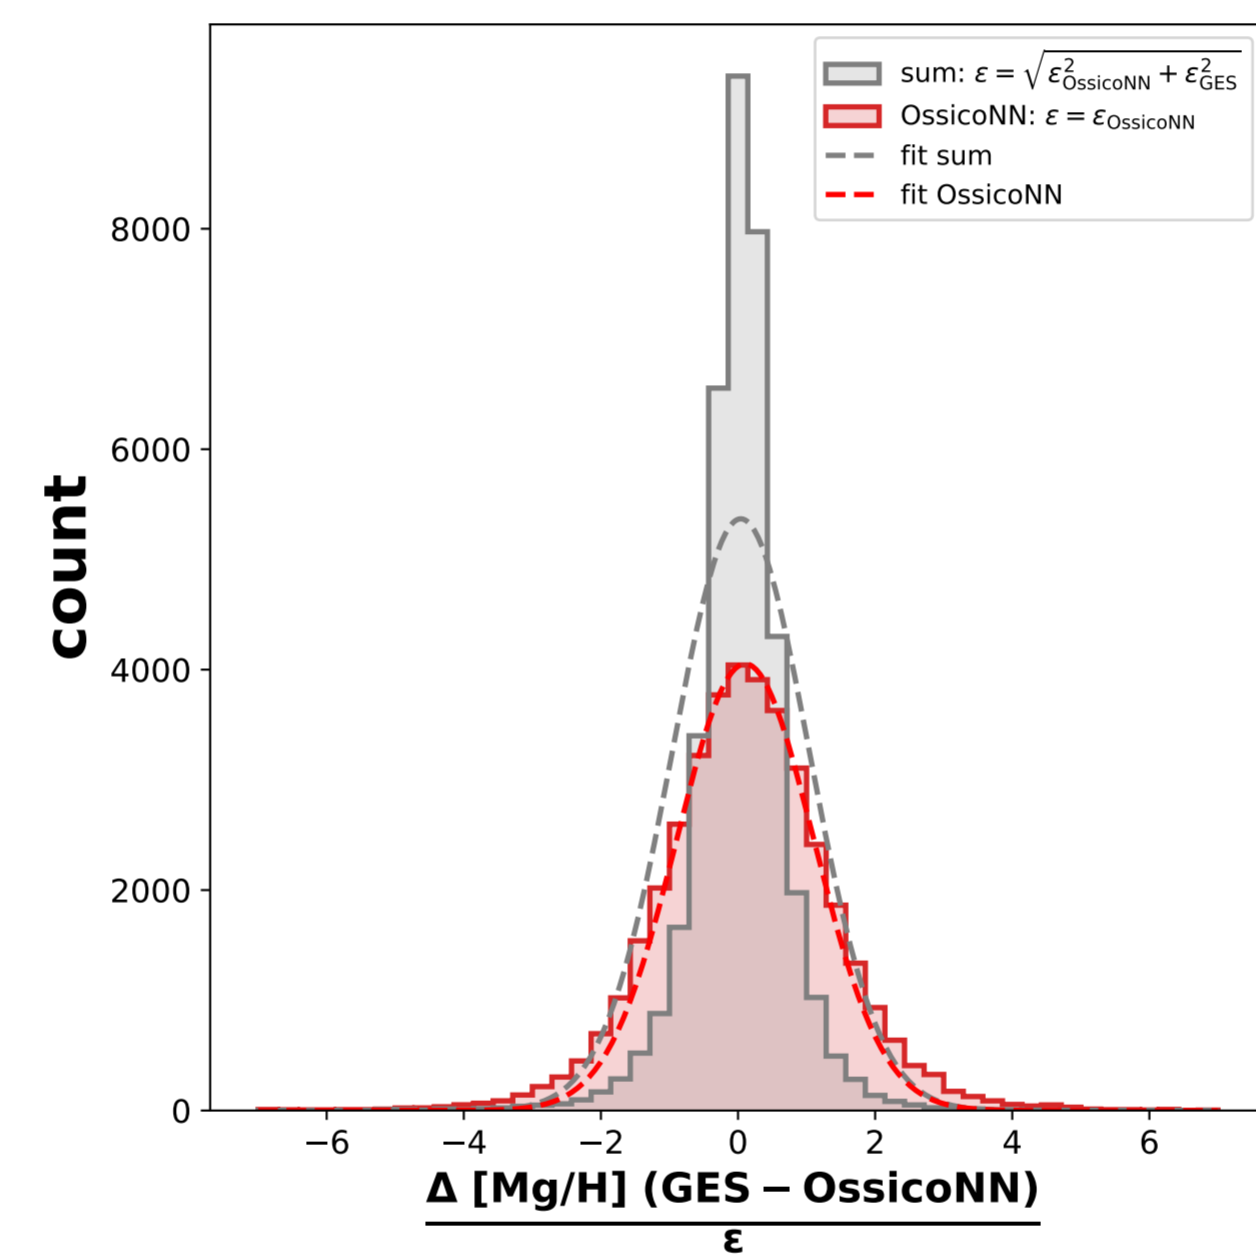 sum: ε = √ε²OssicoNN + ε²GES
OssicoNN: ε = εOssicoNN
fit sum
fit OssicoNN
8000
6000
4000
2000
0
count
−6 −4 −2 0 2 4 6
Δ [Mg/H] (GES − OssicoNN)
ε